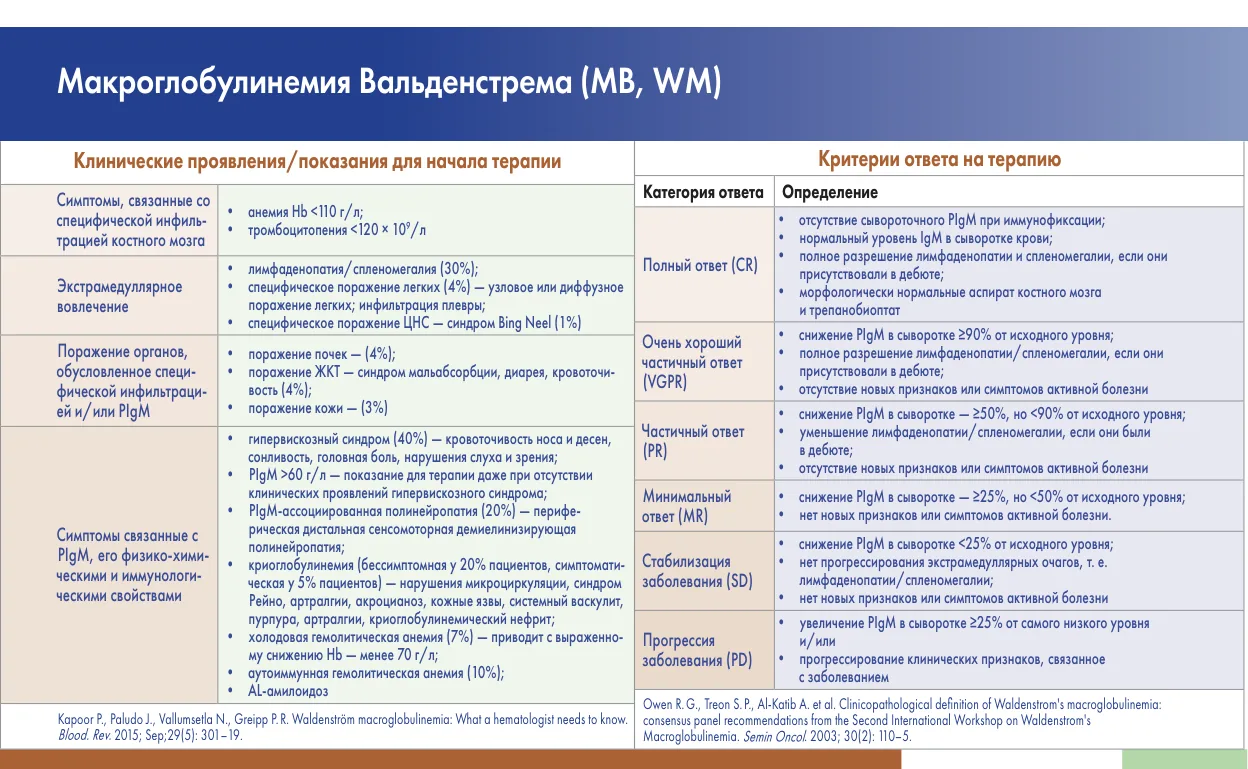 Макроглобулинемия Вальденстрема (МВ, WM)
Клинические проявления/показания для начала терапии
Симптомы, связанные со
специфической инфиль-
трацией костного мозга
• анемия Hb <110 г/л;
• тромбоцитопения <120 × 10⁹/л
Экстрамедуллярное
вовлечение
• лимфаденопатия/спленомегалия (30%);
• специфическое поражение легких (4%) — узловое или диффузное
поражение легких; инфильтрация плевры;
• специфическое поражение ЦНС — синдром Bing Neel (1%)
Поражение органов,
обусловленное специ-
фической инфильтраци-
ей и/или PIgM
• поражение почек — (4%);
• поражение ЖКТ — синдром мальабсорбции, диарея, кровоточи-
вость (4%);
• поражение кожи — (3%)
Симптомы связанные с
PIgM, его физико-хими-
ческими и иммунологи-
ческими свойствами
• гипервискозный синдром (40%) — кровоточивость носа и десен,
сонливость, головная боль, нарушения слуха и зрения;
• PIgM >60 г/л — показание для терапии даже при отсутствии
клинических проявлений гипервискозного синдрома;
• PIgM-ассоциированная полинейропатия (20%) — перифе-
рическая дистальная сенсомоторная демиелинизирующая
полинейропатия;
• криоглобулинемия (бессимптомная у 20% пациентов, симптомати-
ческая у 5% пациентов) — нарушения микроциркуляции, синдром
Рейно, артралгии, акроцианоз, кожные язвы, системный васкулит,
пурпура, артралгии, криоглобулинемический нефрит;
• холодовая гемолитическая анемия (7%) — приводит с выраженно-
му снижению Hb — менее 70 г/л;
• аутоиммунная гемолитическая анемия (10%);
• AL-амилоидоз
Kapoor P., Paludo J., Vallumsetla N., Greipp P.R. Waldenström macroglobulinemia: What a hematologist needs to know.
Blood. Rev. 2015; Sep;29(5): 301–19.
Критерии ответа на терапию
Категория ответа Определение
Полный ответ (CR)
• отсутствие сывороточного PIgM при иммунофиксации;
• нормальный уровень IgM в сыворотке крови;
• полное разрешение лимфаденопатии и спленомегалии, если они
присутствовали в дебюте;
• морфологически нормальные аспират костного мозга
и трепанобиоптат
Очень хороший
частичный ответ
(VGPR)
• снижение PIgM в сыворотке ≥90% от исходного уровня;
• полное разрешение лимфаденопатии/спленомегалии, если они
присутствовали в дебюте;
• отсутствие новых признаков или симптомов активной болезни
Частичный ответ
(PR)
• снижение PIgM в сыворотке — ≥50%, но <90% от исходного уровня;
• уменьшение лимфаденопатии/спленомегалии, если они были
в дебюте;
• отсутствие новых признаков или симптомов активной болезни
Минимальный
ответ (MR)
• снижение PIgM в сыворотке — ≥25%, но <50% от исходного уровня;
• нет новых признаков или симптомов активной болезни.
Стабилизация
заболевания (SD)
• снижение PIgM в сыворотке <25% от исходного уровня;
• нет прогрессирования экстрамедуллярных очагов, т. е.
лимфаденопатии/спленомегалии;
• нет новых признаков или симптомов активной болезни
Прогрессия
заболевания (PD)
• увеличение PIgM в сыворотке ≥25% от самого низкого уровня
и/или
• прогрессирование клинических признаков, связанное
с заболеванием
Owen R.G., Treon S.P., Al-Katib A. et al. Clinicopathological definition of Waldenstrom's macroglobulinemia:
consensus panel recommendations from the Second International Workshop on Waldenstrom's
Macroglobulinemia. Semin Oncol. 2003; 30(2): 110–5.